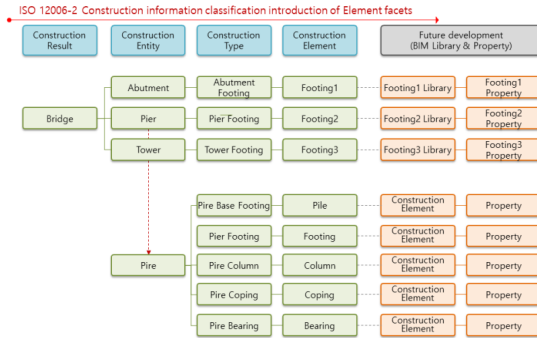 ISO 12006-2 Construction information classification introduction of Element facets
Construction
Result
Construction
Entity
Construction
Type
Construction
Element
Future development
(BIM Library & Property)
Bridge
Abutment
Abutment
Footing
Footing1
Footing1 Library
Footing1
Property
Pier
Pier Footing
Footing2
Footing2 Library
Footing2
Property
Tower
Tower Footing
Footing3
Footing3 Library
Footing3
Property
Pire
Pire Base Footing
Pile
Construction
Element
Property
Pier Footing
Footing
Construction
Element
Property
Pire Column
Column
Construction
Element
Property
Pire Coping
Coping
Construction
Element
Property
Pire Bearing
Bearing
Construction
Element
Property